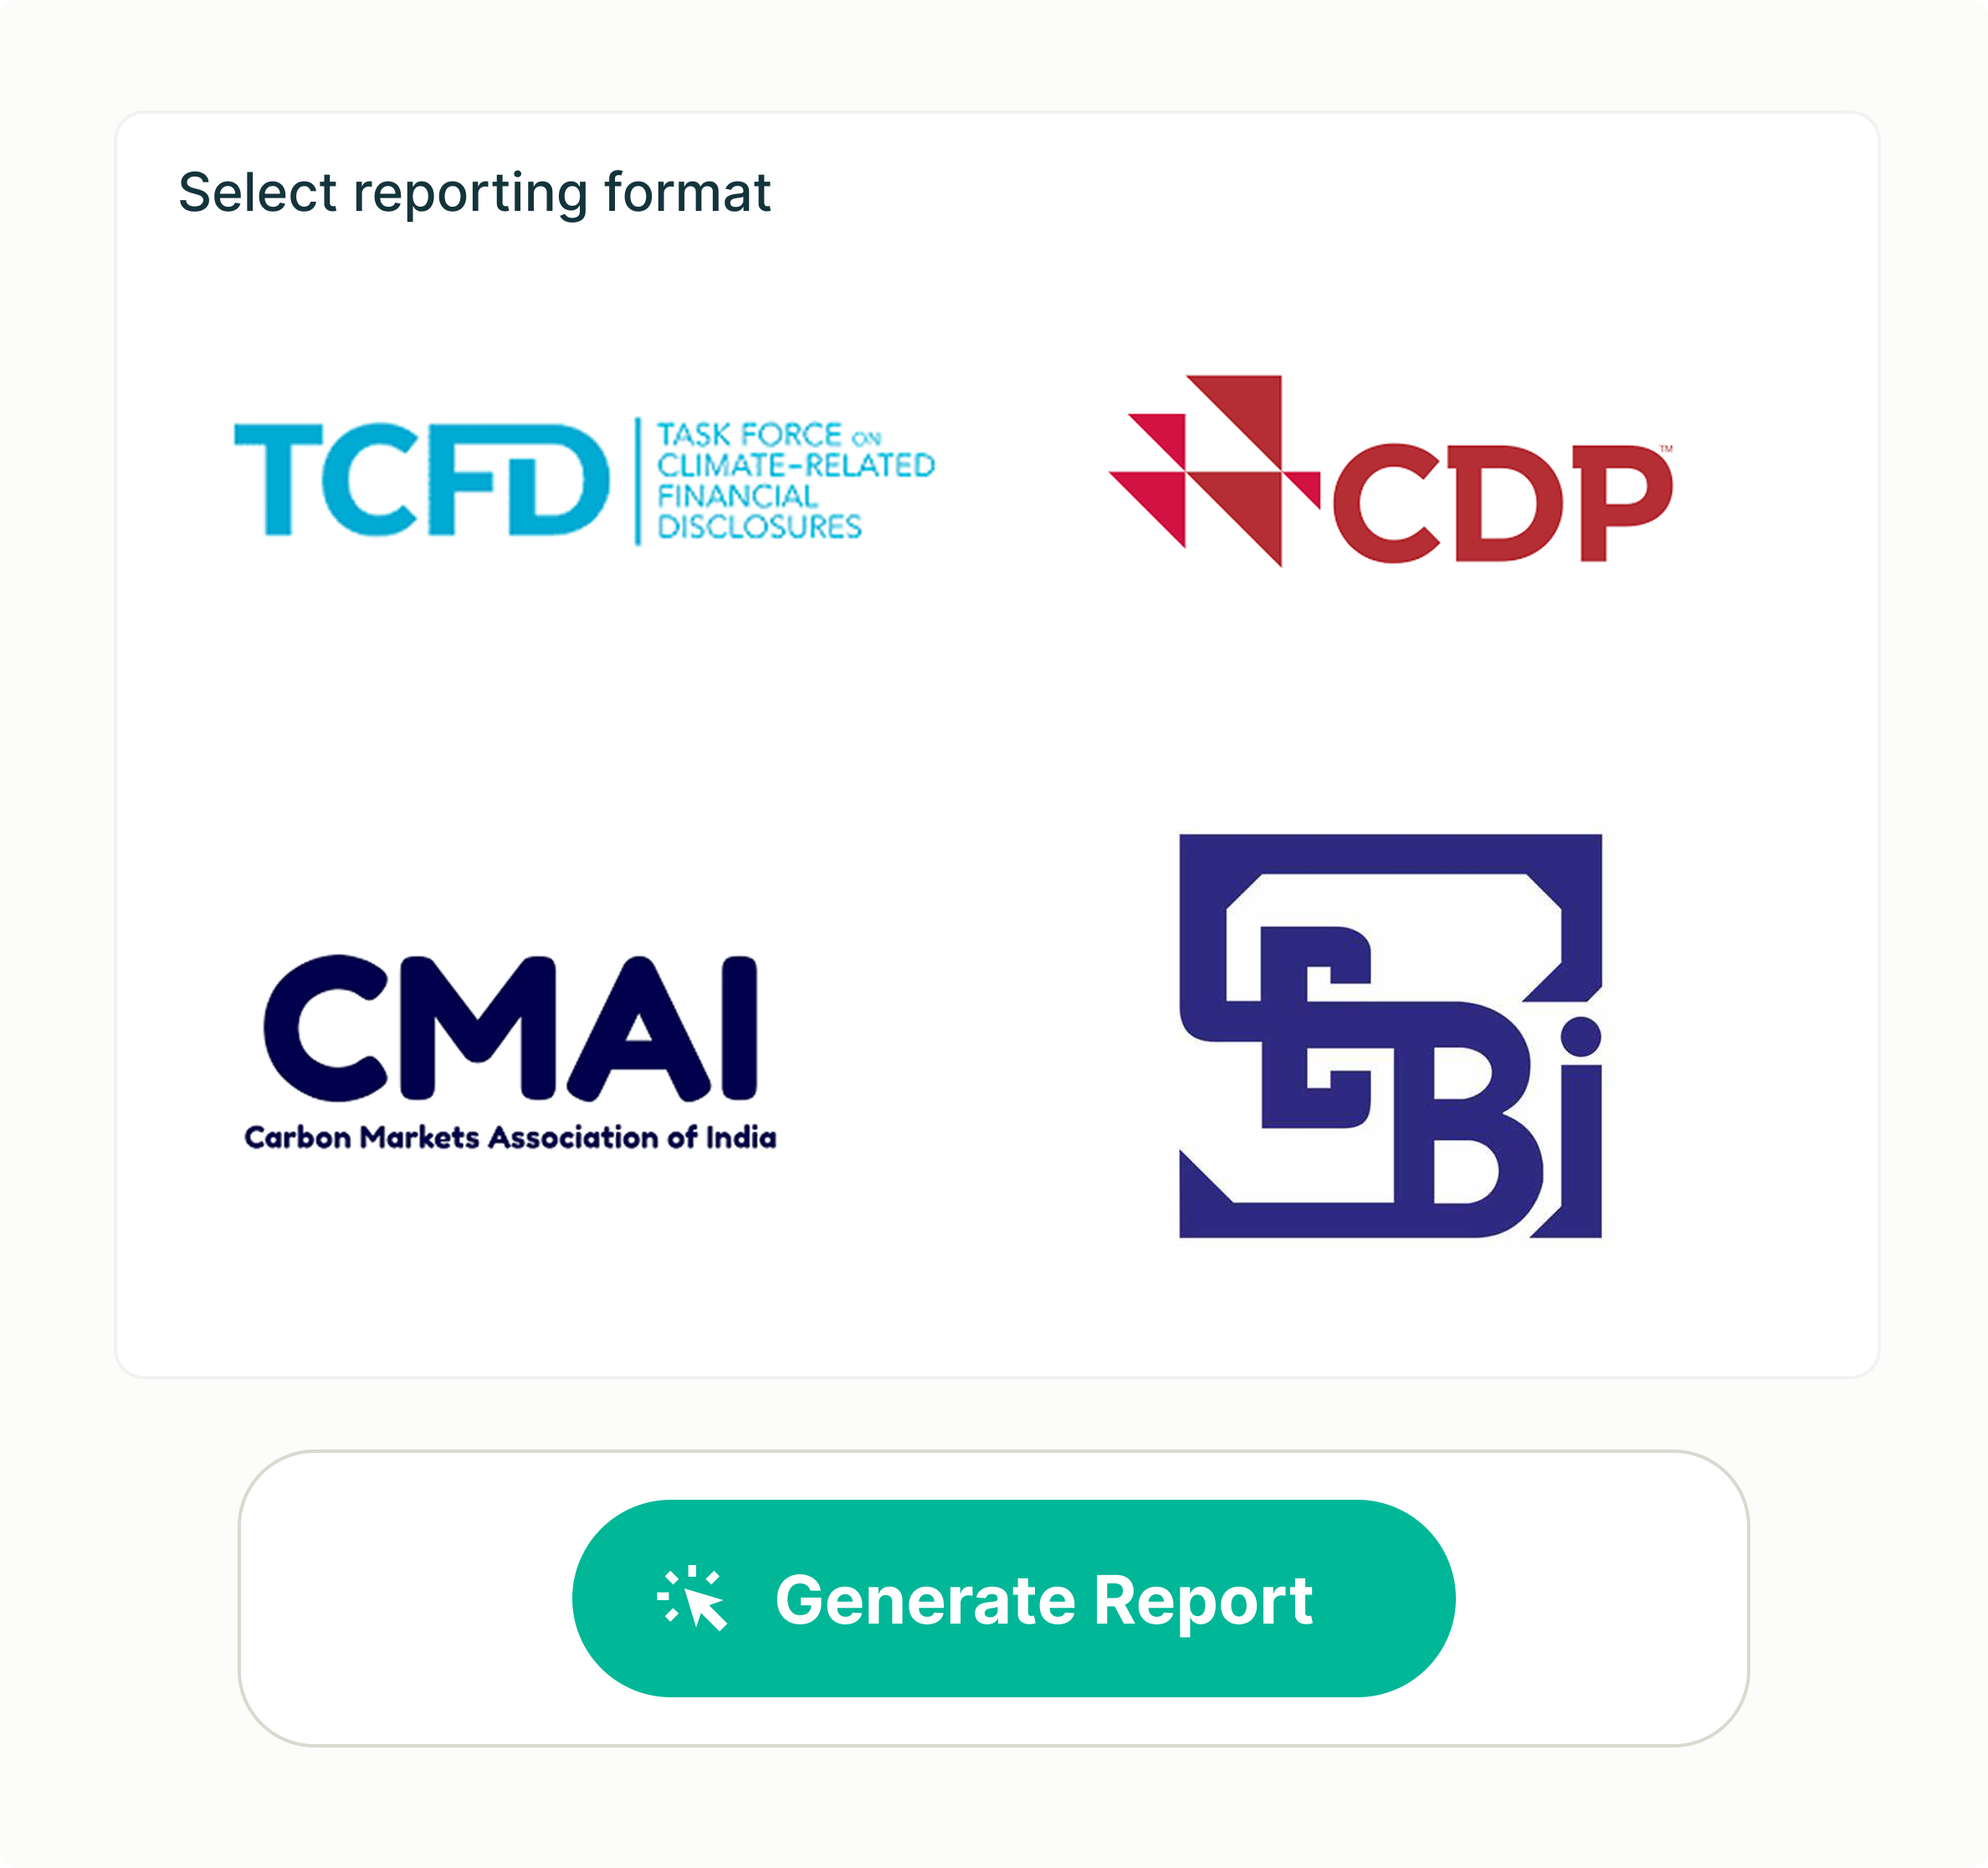 Select reporting format
TCFD
TASK FORCE ON
CLIMATE-RELATED
FINANCIAL
DISCLOSURES
CDP™
CMAI
Carbon Markets Association of India
SEBi
Generate Report